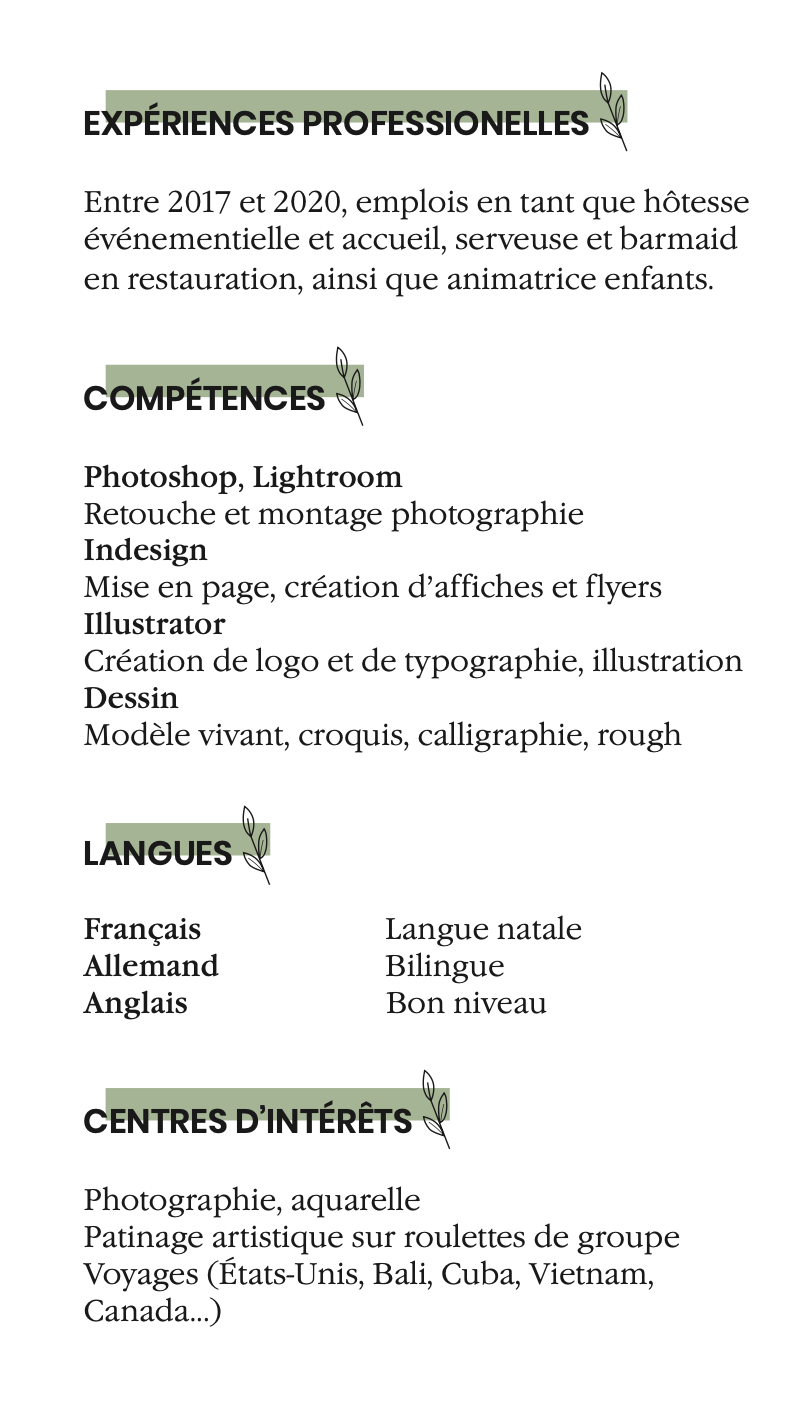 EXPÉRIENCES PROFESSIONELLES
Entre 2017 et 2020, emplois en tant que hôtesse
événementielle et accueil, serveuse et barmaid
en restauration, ainsi que animatrice enfants.
COMPÉTENCES
Photoshop, Lightroom
Retouche et montage photographie
Indesign
Mise en page, création d’affiches et flyers
Illustrator
Création de logo et de typographie, illustration
Dessin
Modèle vivant, croquis, calligraphie, rough
LANGUES
Français Langue natale
Allemand Bilingue
Anglais Bon niveau
CENTRES D’INTÉRÊTS
Photographie, aquarelle
Patinage artistique sur roulettes de groupe
Voyages (États-Unis, Bali, Cuba, Vietnam,
Canada...)